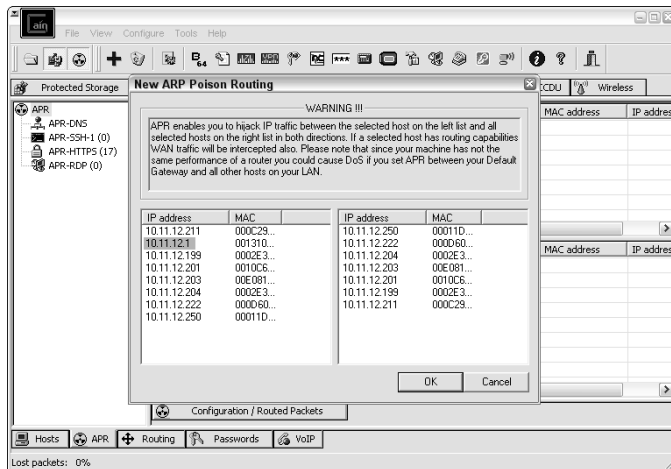 ain
File View Configure Tools Help
B 64
Protected Storage
CCDU
Wireless
APR
APR-DNS
APR-SSH-1 (0)
APR-HTTPS (17)
APR-RDP (0)
New ARP Poison Routing
WARNING !!!
APR enables you to hijack IP traffic between the selected host on the left list and all
selected hosts on the right list in both directions. If a selected host has routing capabilities
WAN traffic will be intercepted also. Please note that since your machine has not the
same performance of a router you could cause DoS if you set APR between your Default
Gateway and all other hosts on your LAN.
IP address MAC
10.11.12.211 000C29...
10.11.12.1 001310...
10.11.12.199 0002E3...
10.11.12.201 0010C6...
10.11.12.203 00E081...
10.11.12.204 0002E3...
10.11.12.222 000D60...
10.11.12.250 00011D...
IP address MAC
10.11.12.250 00011D...
10.11.12.222 000D60...
10.11.12.204 0002E3...
10.11.12.203 00E081...
10.11.12.201 0010C6...
10.11.12.199 0002E3...
10.11.12.211 000C29...
OK Cancel
MAC address IP addres
MAC address IP addres
Configuration / Routed Packets
Hosts APR Routing Passwords VoIP
Lost packets: 0%